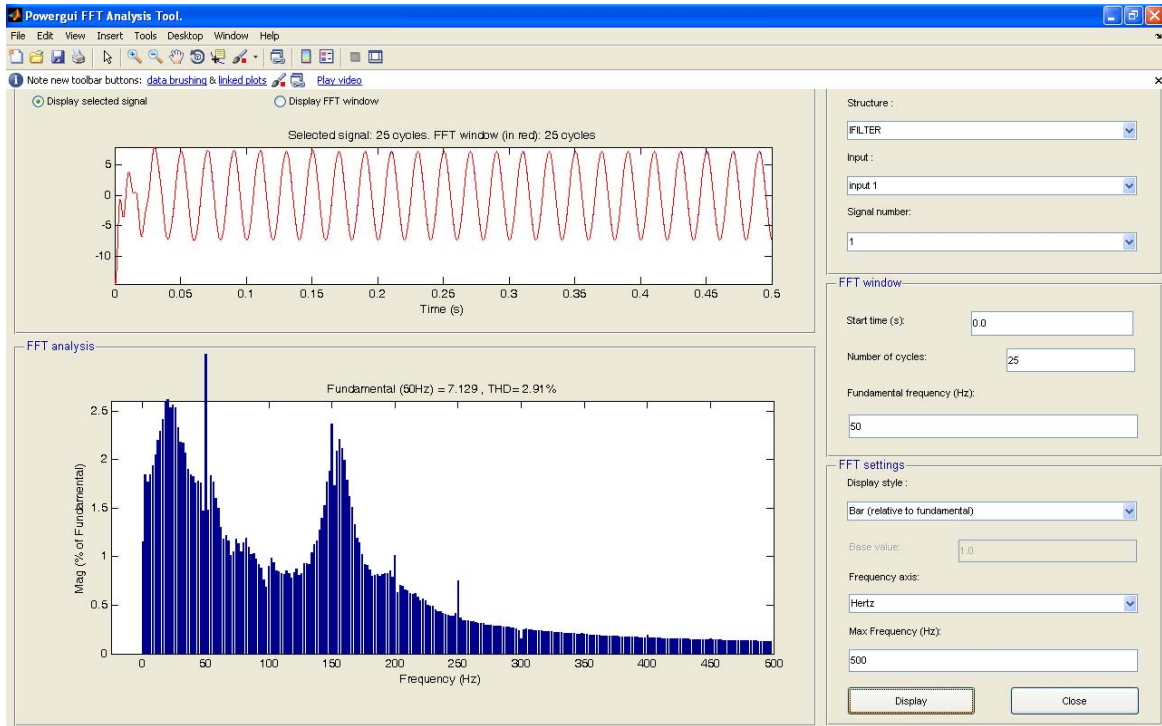 Powergui FFT Analysis Tool.
File Edit View Insert Tools Desktop Window Help
Note new toolbar buttons: data brushing & linked plots Play video
Display selected signal
Display FFT window
Selected signal: 25 cycles. FFT window (in red): 25 cycles
5
0
-5
-10
0 0.05 0.1 0.15 0.2 0.25 0.3 0.35 0.4 0.45 0.5
Time (s)
FFT analysis
Fundamental (50Hz) = 7.129 , THD= 2.91%
2.5
2
1.5
1
0.5
0
Mag (% of Fundamental)
0 50 100 150 200 250 300 350 400 450 500
Frequency (Hz)
Structure :
IFILTER
Input :
input 1
Signal number:
1
FFT window
Start time (s): 0.0
Number of cycles: 25
Fundamental frequency (Hz):
50
FFT settings
Display style :
Bar (relative to fundamental)
Base value: 1.0
Frequency axis:
Hertz
Max Frequency (Hz):
500
Display Close